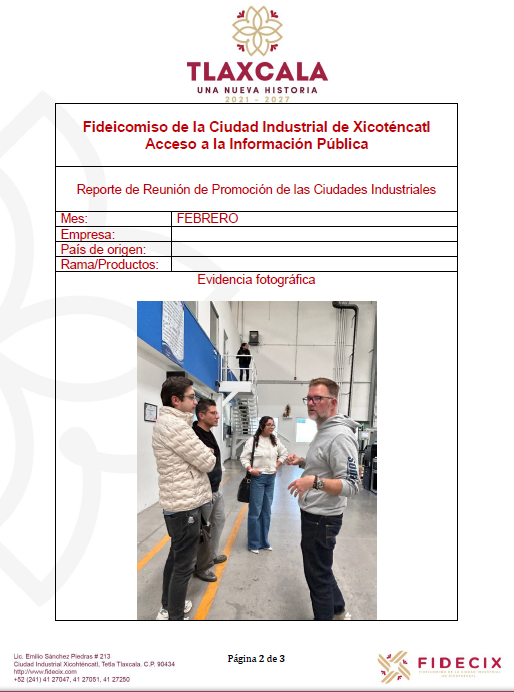 TLAXCALA
UNA NUEVA HISTORIA
2021 - 2027
Fideicomiso de la Ciudad Industrial de Xicoténcatl
Acceso a la Información Pública
Reporte de Reunión de Promoción de las Ciudades Industriales
Mes: FEBRERO
Empresa:
País de origen:
Rama/Productos:
Evidencia fotográfica
Lic. Emilio Sánchez Piedras # 213
Ciudad Industrial Xicohténcatl, Tetla Tlaxcala. C.P. 90434
http://www.fidecix.com
+52 (241) 41 27047, 41 27051, 41 27250
Página 2 de 3
FIDECIX